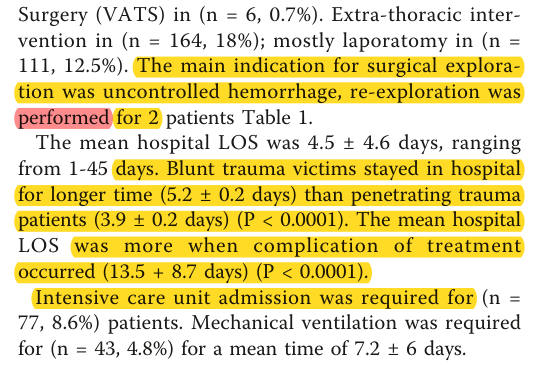 Surgery (VATS) in (n = 6, 0.7%). Extra-thoracic inter-
vention in (n = 164, 18%); mostly laporatomy in (n =
111, 12.5%). The main indication for surgical explora-
tion was uncontrolled hemorrhage, re-exploration was
performed for 2 patients Table 1.
The mean hospital LOS was 4.5 ± 4.6 days, ranging
from 1-45 days. Blunt trauma victims stayed in hospital
for longer time (5.2 ± 0.2 days) than penetrating trauma
patients (3.9 ± 0.2 days) (P < 0.0001). The mean hospital
LOS was more when complication of treatment
occurred (13.5 + 8.7 days) (P < 0.0001).
Intensive care unit admission was required for (n =
77, 8.6%) patients. Mechanical ventilation was required
for (n = 43, 4.8%) for a mean time of 7.2 ± 6 days.